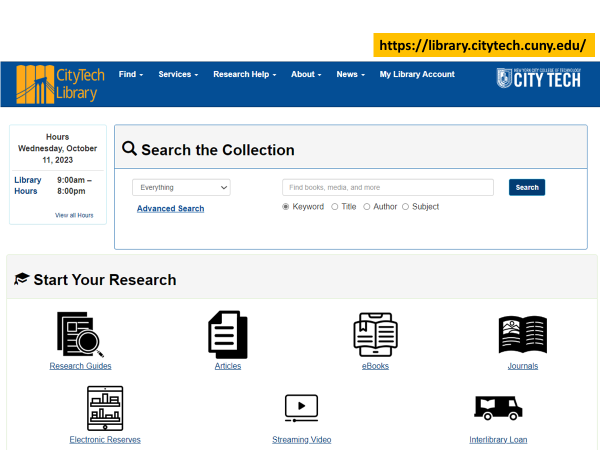 https://library.citytech.cuny.edu/
CityTech
Library
Find
Services
Research Help
About
News
My Library Account
NEW YORK CITY COLLEGE OF TECHNOLOGY
CITY TECH
Hours
Wednesday, October
11, 2023
Library 9:00am –
Hours 8:00pm
View all Hours
Search the Collection
Everything
Find books, media, and more
Search
Advanced Search
Keyword Title Author Subject
Start Your Research
Research Guides
Articles
eBooks
Journals
Electronic Reserves
Streaming Video
Interlibrary Loan